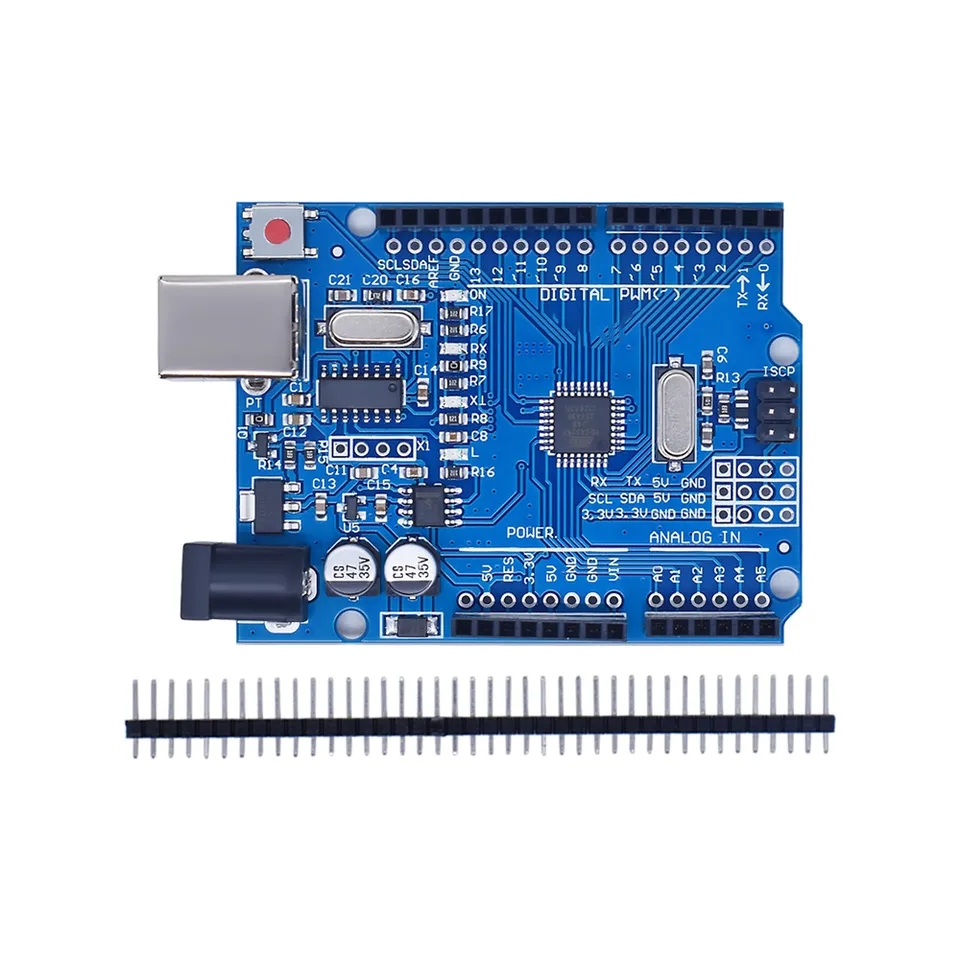 SCLSDA
AREF
GND
13
12
~11
~10
~9
8
7
~6
~5
4
~3
2
TX→1
RX←0
DIGITAL PWM(~)
C21 C20 C16
ON
R17
R6
RX
R9
R7
TX
R8
C8
L
R16
C14
C1
PT
C12
R14
X1
C11
C4
C13
C15
U5
C6
R13
ISCP
RX TX 5V GND
SCL SDA 5V GND
3.3V 3.3V GND GND
POWER
ANALOG IN
5V
RES
3.3V
5V
GND
GND
VIN
A0
A1
A2
A3
A4
A5
CS
47
35V
CS
47
35V